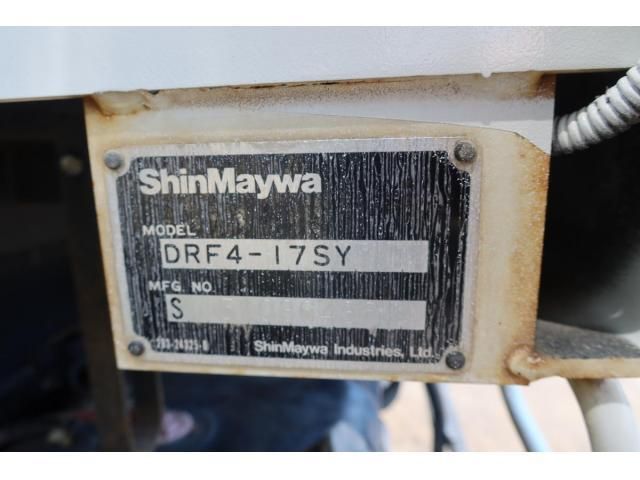 ShinMaywa
MODEL
DRF4-17SY
MFG. NO.
S
ShinMaywa Industries, Ltd.